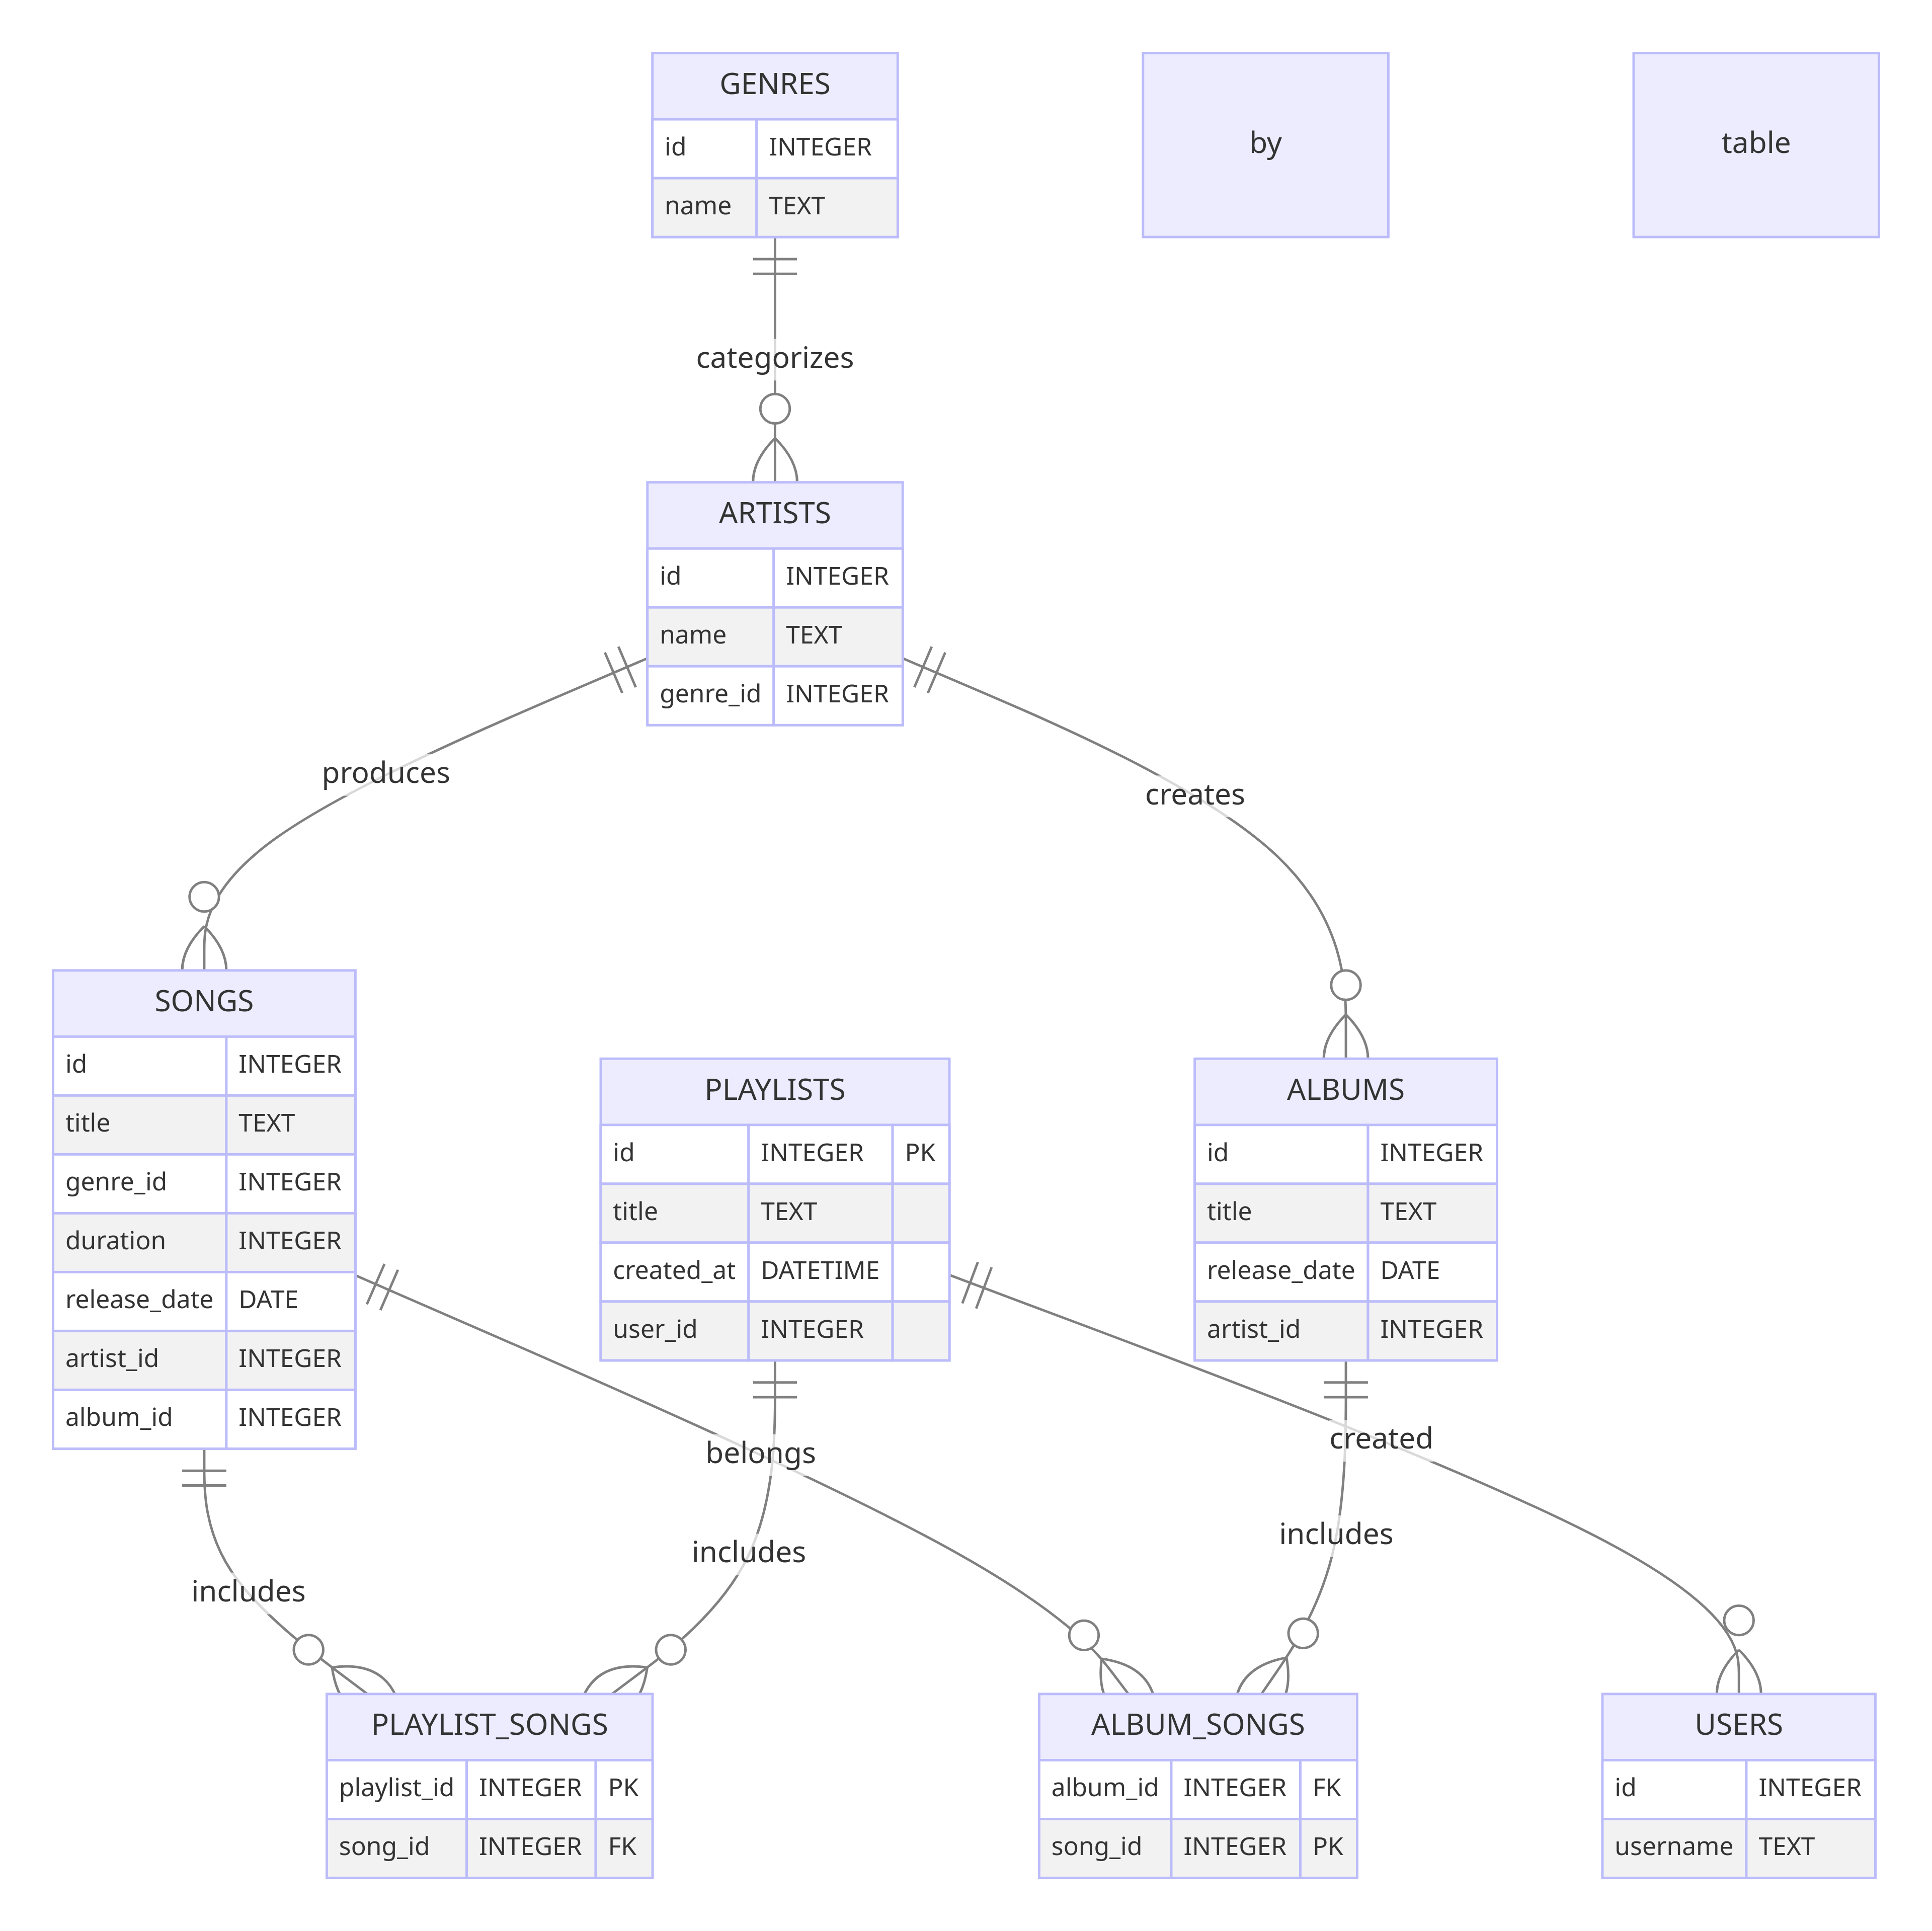 GENRES
id INTEGER
name TEXT
by
table
categorizes
ARTISTS
id INTEGER
name TEXT
genre_id INTEGER
produces
creates
SONGS
id INTEGER
title TEXT
genre_id INTEGER
duration INTEGER
release_date DATE
artist_id INTEGER
album_id INTEGER
PLAYLISTS
id INTEGER PK
title TEXT
created_at DATETIME
user_id INTEGER
ALBUMS
id INTEGER
title TEXT
release_date DATE
artist_id INTEGER
belongs
created
includes
includes
includes
PLAYLIST_SONGS
playlist_id INTEGER PK
song_id INTEGER FK
ALBUM_SONGS
album_id INTEGER FK
song_id INTEGER PK
USERS
id INTEGER
username TEXT